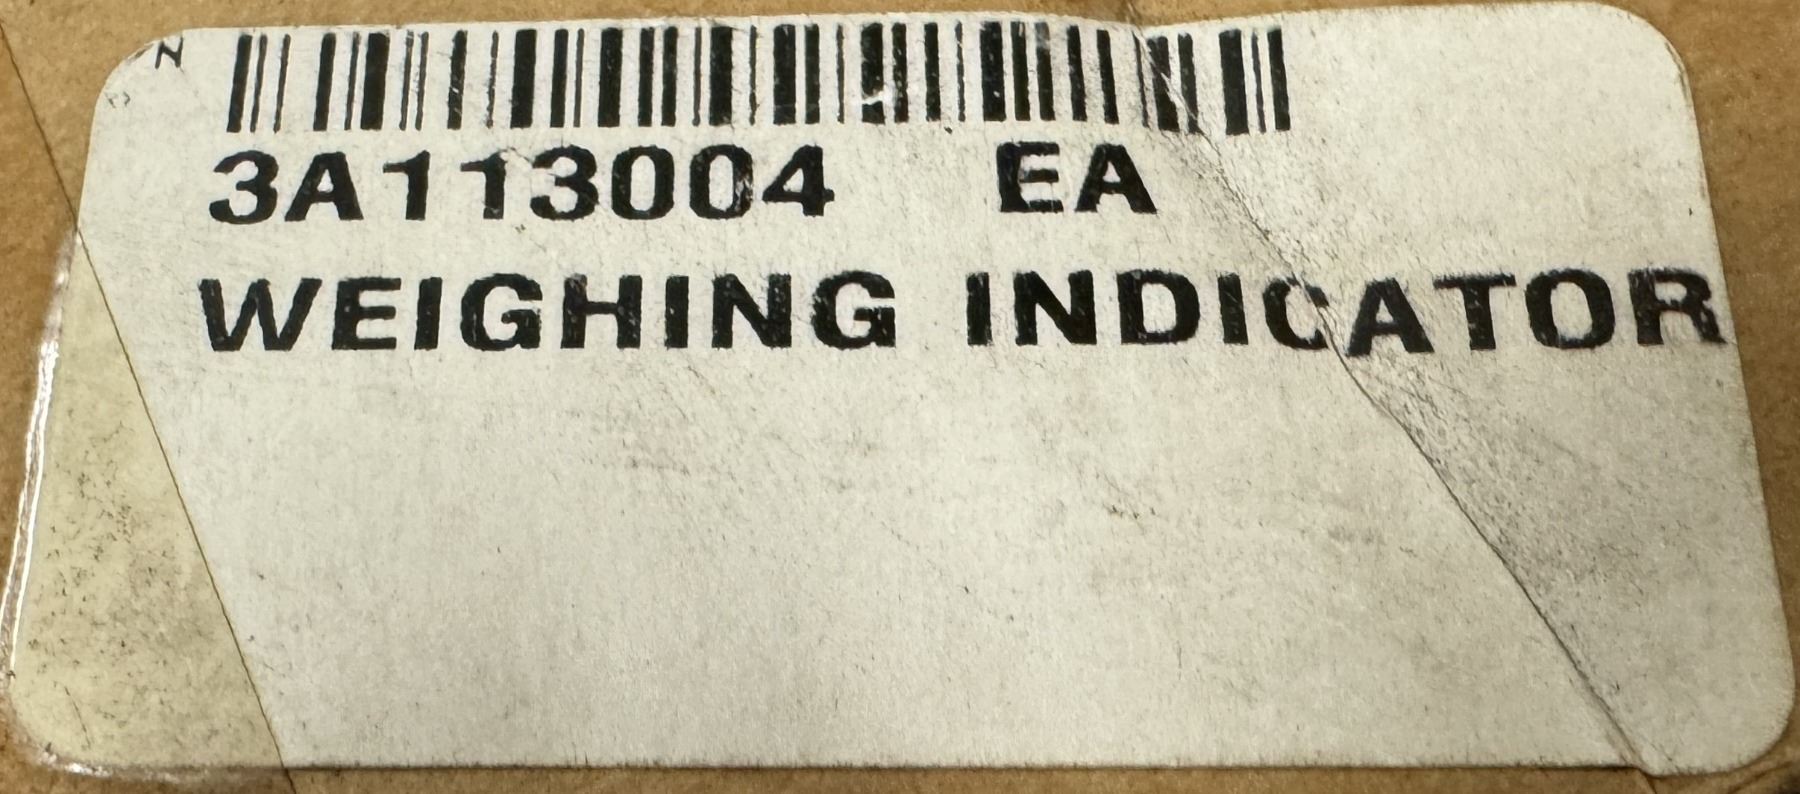 3A113004 EA
WEIGHING INDICATOR